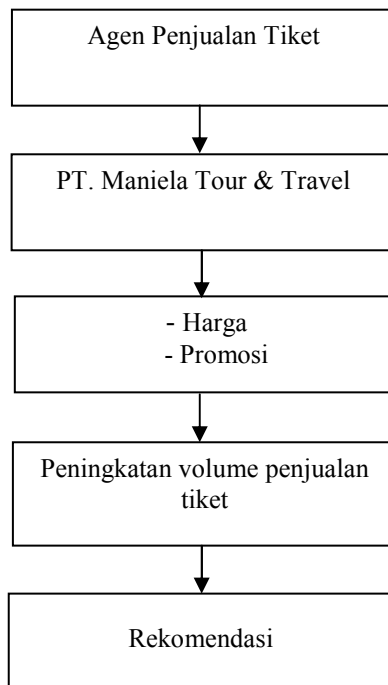 Agen Penjualan Tiket
PT. Maniela Tour & Travel
- Harga
- Promosi
Peningkatan volume penjualan
tiket
Rekomendasi